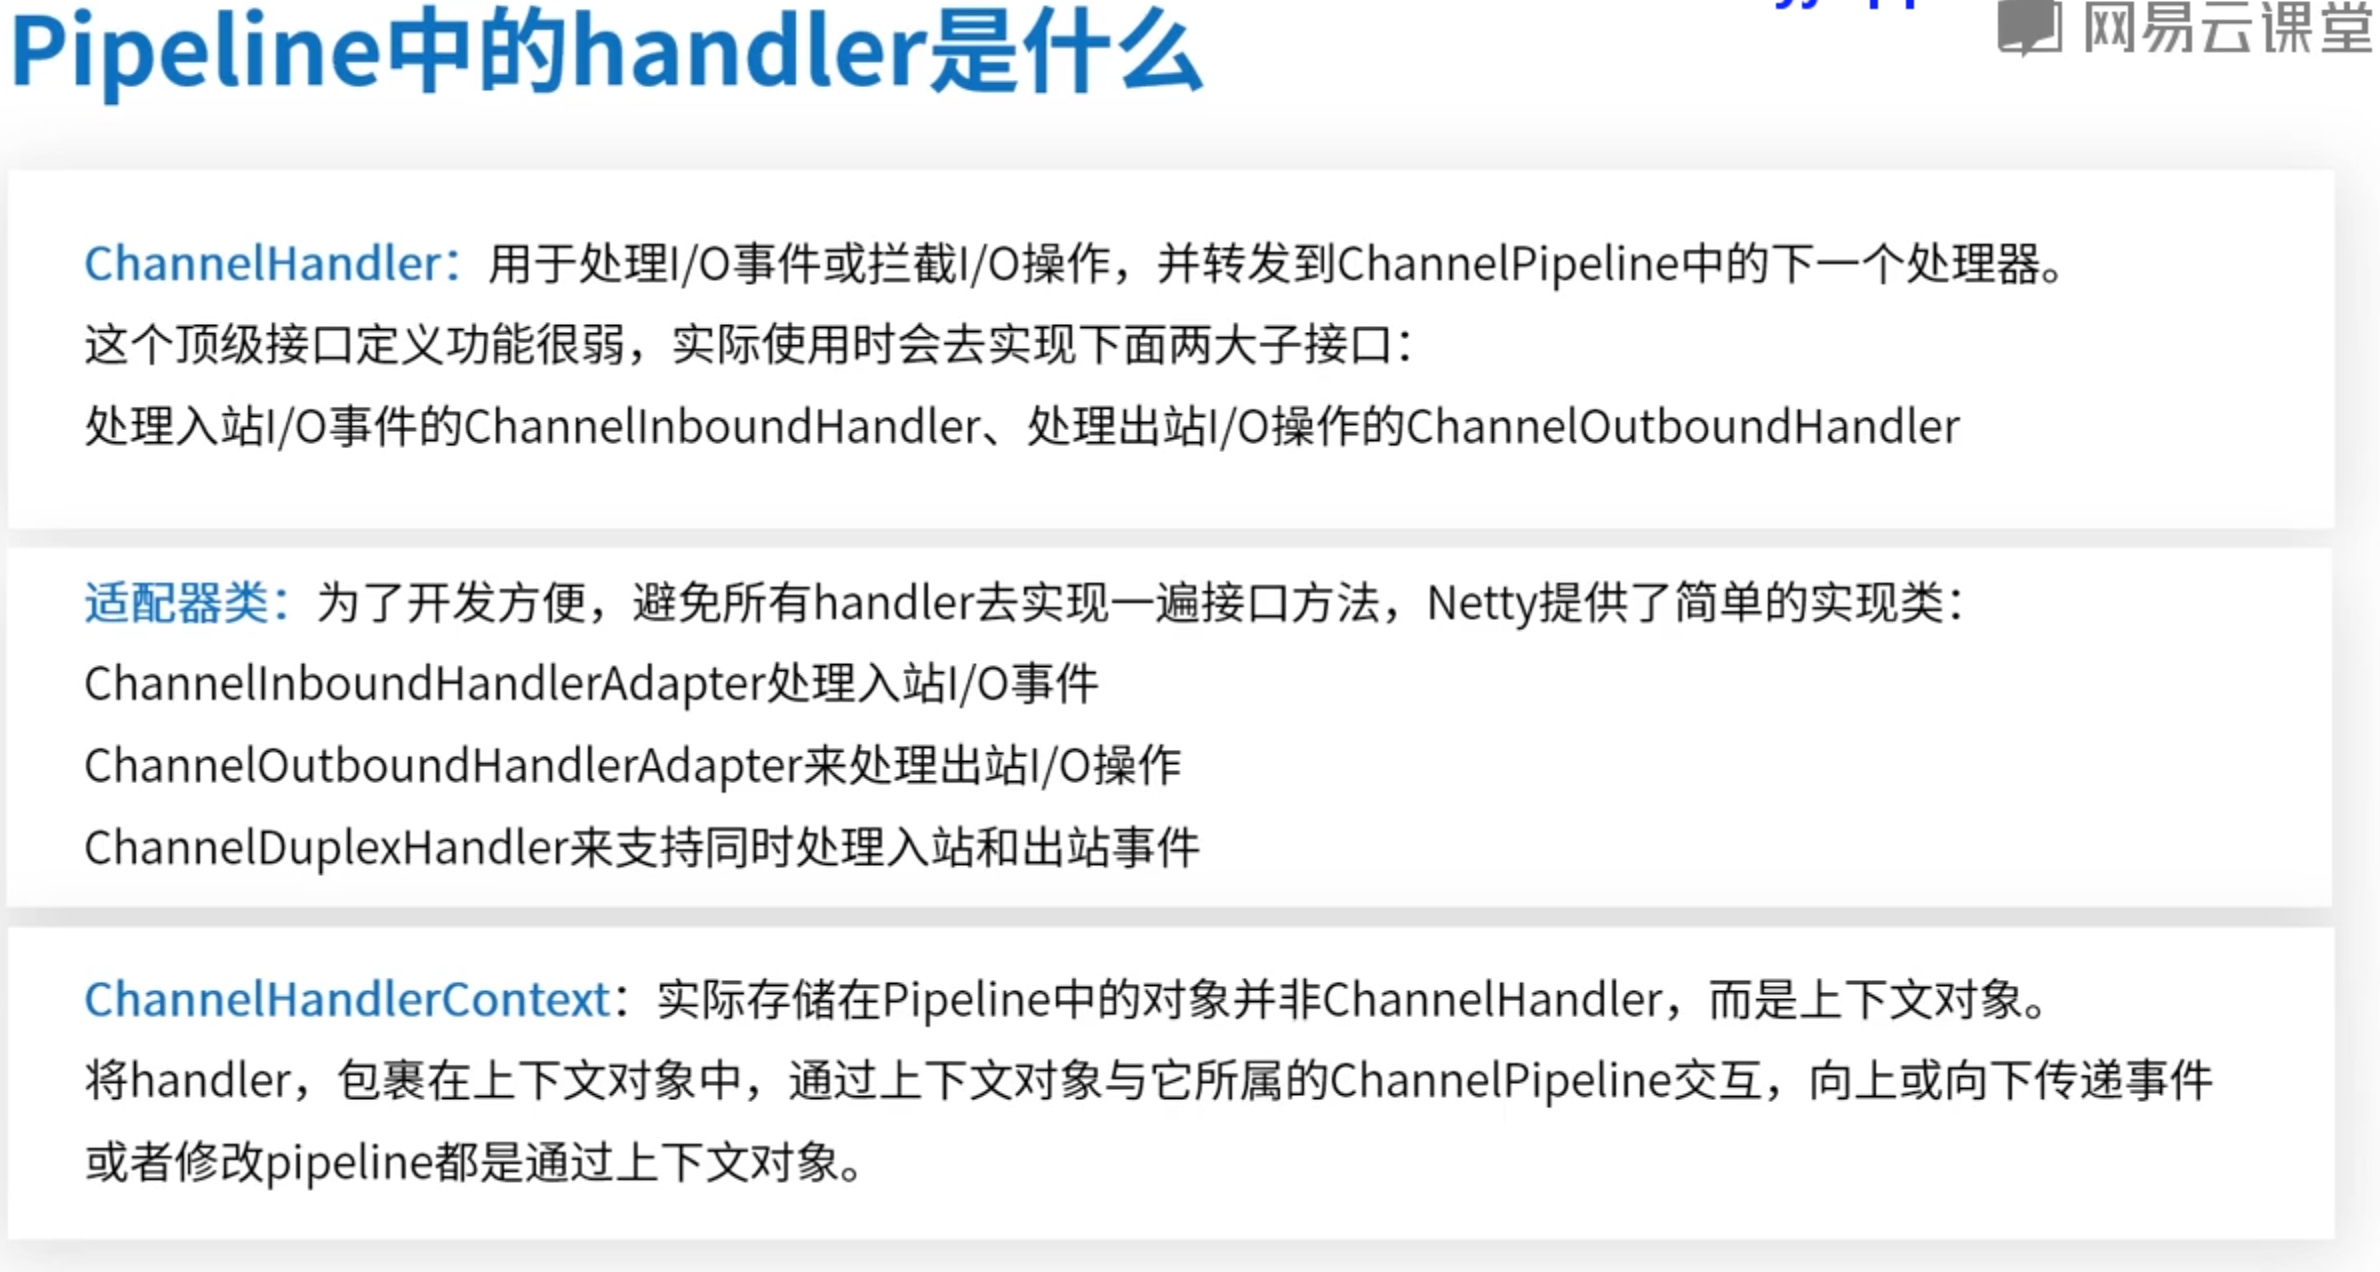 Pipeline中的handler是什么
网易云课堂
ChannelHandler：用于处理I/O事件或拦截I/O操作，并转发到ChannelPipeline中的下一个处理器。
这个顶级接口定义功能很弱，实际使用时会去实现下面两大子接口：
处理入站I/O事件的ChannelInboundHandler、处理出站I/O操作的ChannelOutboundHandler
适配器类：为了开发方便，避免所有handler去实现一遍接口方法，Netty提供了简单的实现类：
ChannelInboundHandlerAdapter处理入站I/O事件
ChannelOutboundHandlerAdapter来处理出站I/O操作
ChannelDuplexHandler来支持同时处理入站和出站事件
ChannelHandlerContext：实际存储在Pipeline中的对象并非ChannelHandler，而是上下文对象。
将handler，包裹在上下文对象中，通过上下文对象与它所属的ChannelPipeline交互，向上或向下传递事件
或者修改pipeline都是通过上下文对象。